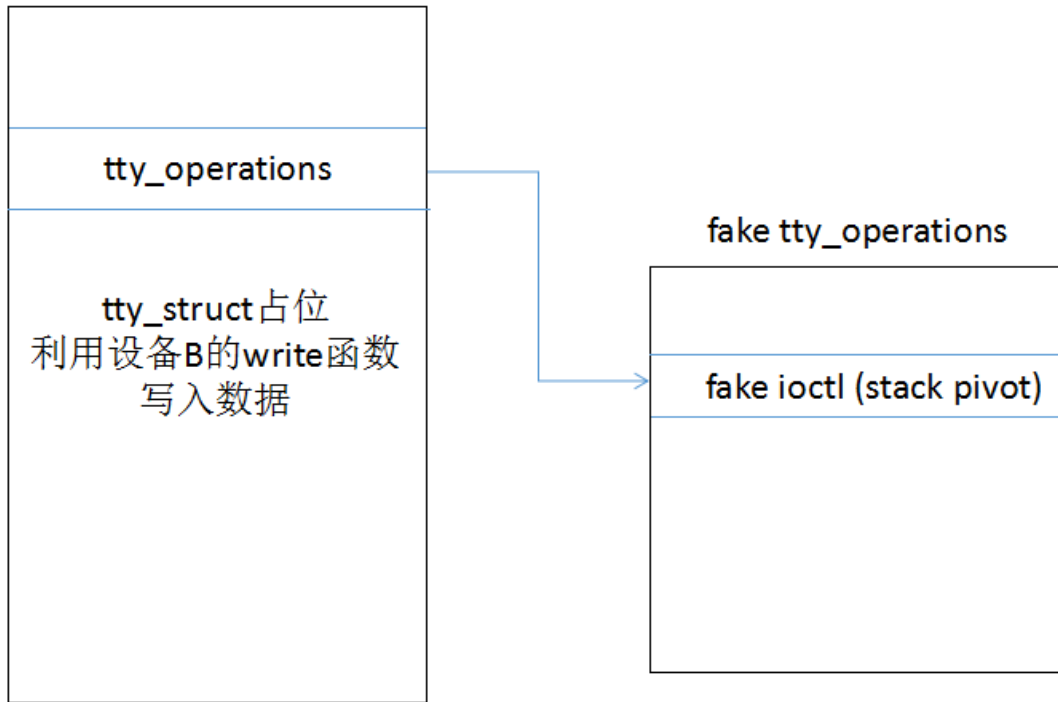 tty_operations
tty_struct占位
利用设备B的write函数
写入数据
fake tty_operations
fake ioctl (stack pivot)